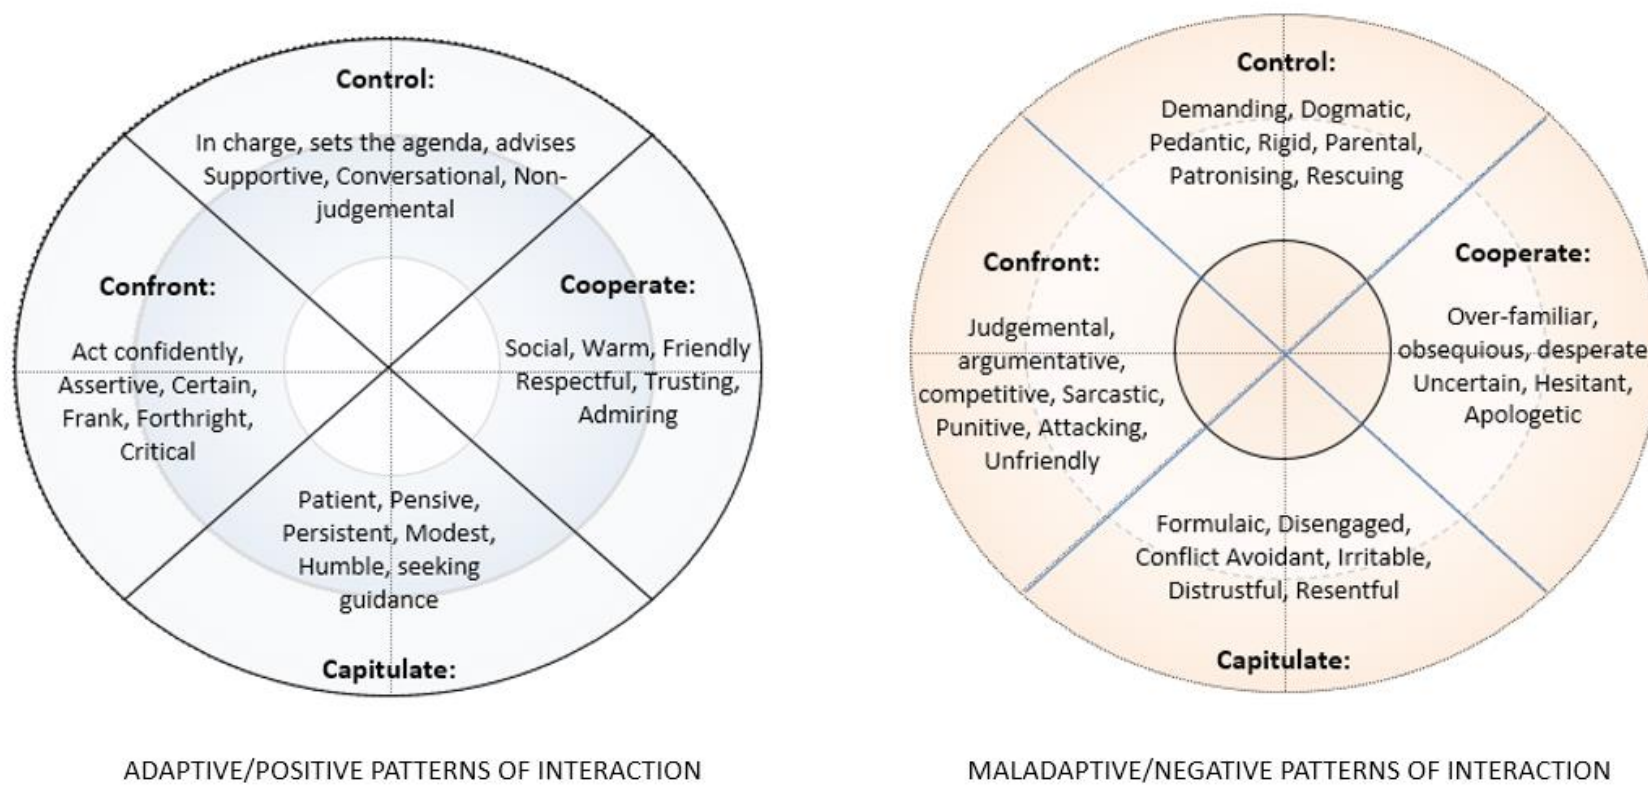 Control:
In charge, sets the agenda, advises
Supportive, Conversational, Non-
judgemental
Confront:
Act confidently,
Assertive, Certain,
Frank, Forthright,
Critical
Cooperate:
Social, Warm, Friendly
Respectful, Trusting,
Admiring
Patient, Pensive,
Persistent, Modest,
Humble, seeking
guidance
Capitulate:
ADAPTIVE/POSITIVE PATTERNS OF INTERACTION
Control:
Demanding, Dogmatic,
Pedantic, Rigid, Parental,
Patronising, Rescuing
Confront:
Judgemental,
argumentative,
competitive, Sarcastic,
Punitive, Attacking,
Unfriendly
Cooperate:
Over-familiar,
obsequious, desperate
Uncertain, Hesitant,
Apologetic
Formulaic, Disengaged,
Conflict Avoidant, Irritable,
Distrustful, Resentful
Capitulate:
MALADAPTIVE/NEGATIVE PATTERNS OF INTERACTION